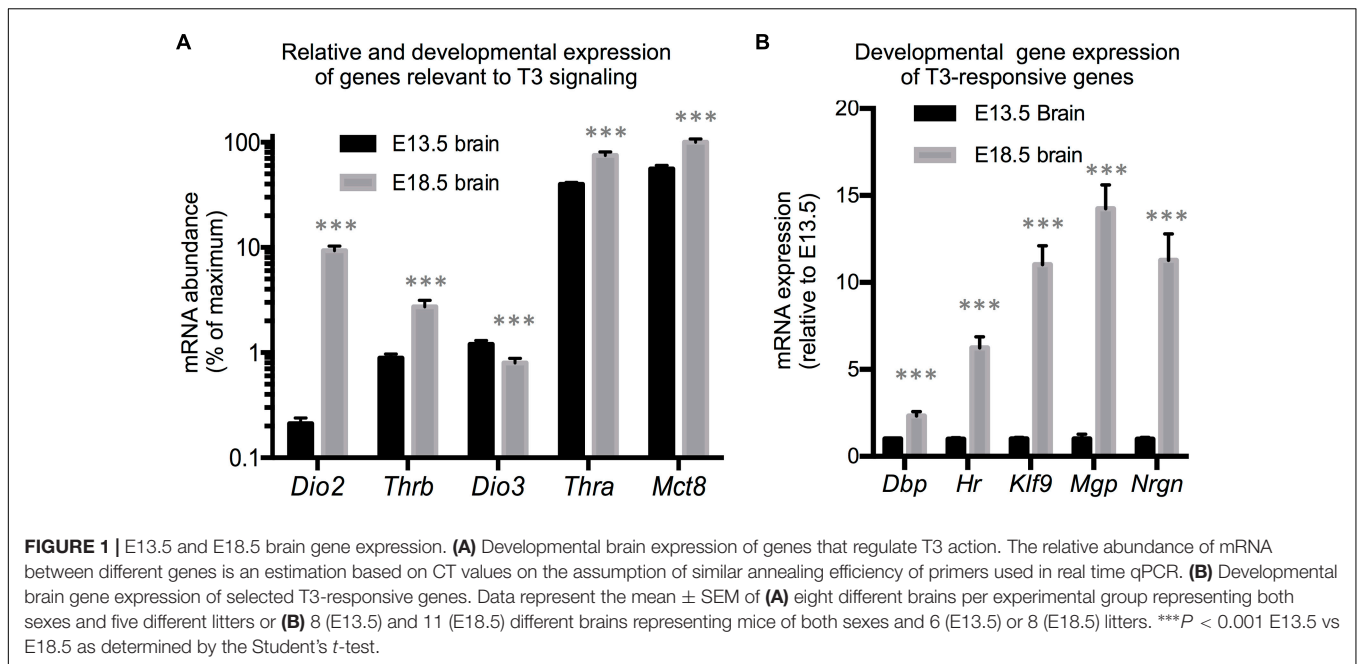 A
Relative and developmental expression
of genes relevant to T3 signaling
mRNA abundance
(% of maximum)
100
10
1
0.1
E13.5 brain
E18.5 brain
***
***
***
***
***
Dio2 Thrb Dio3 Thra Mct8
B
Developmental gene expression
of T3-responsive genes
mRNA expression
(relative to E13.5)
20
15
10
5
0
E13.5 Brain
E18.5 brain
***
***
***
***
***
Dbp Hr Klf9 Mgp Nrgn
FIGURE 1 | E13.5 and E18.5 brain gene expression. (A) Developmental brain expression of genes that regulate T3 action. The relative abundance of mRNA
between different genes is an estimation based on CT values on the assumption of similar annealing efficiency of primers used in real time qPCR. (B) Developmental
brain gene expression of selected T3-responsive genes. Data represent the mean ± SEM of (A) eight different brains per experimental group representing both
sexes and five different litters or (B) 8 (E13.5) and 11 (E18.5) different brains representing mice of both sexes and 6 (E13.5) or 8 (E18.5) litters. ***P < 0.001 E13.5 vs
E18.5 as determined by the Student's t-test.